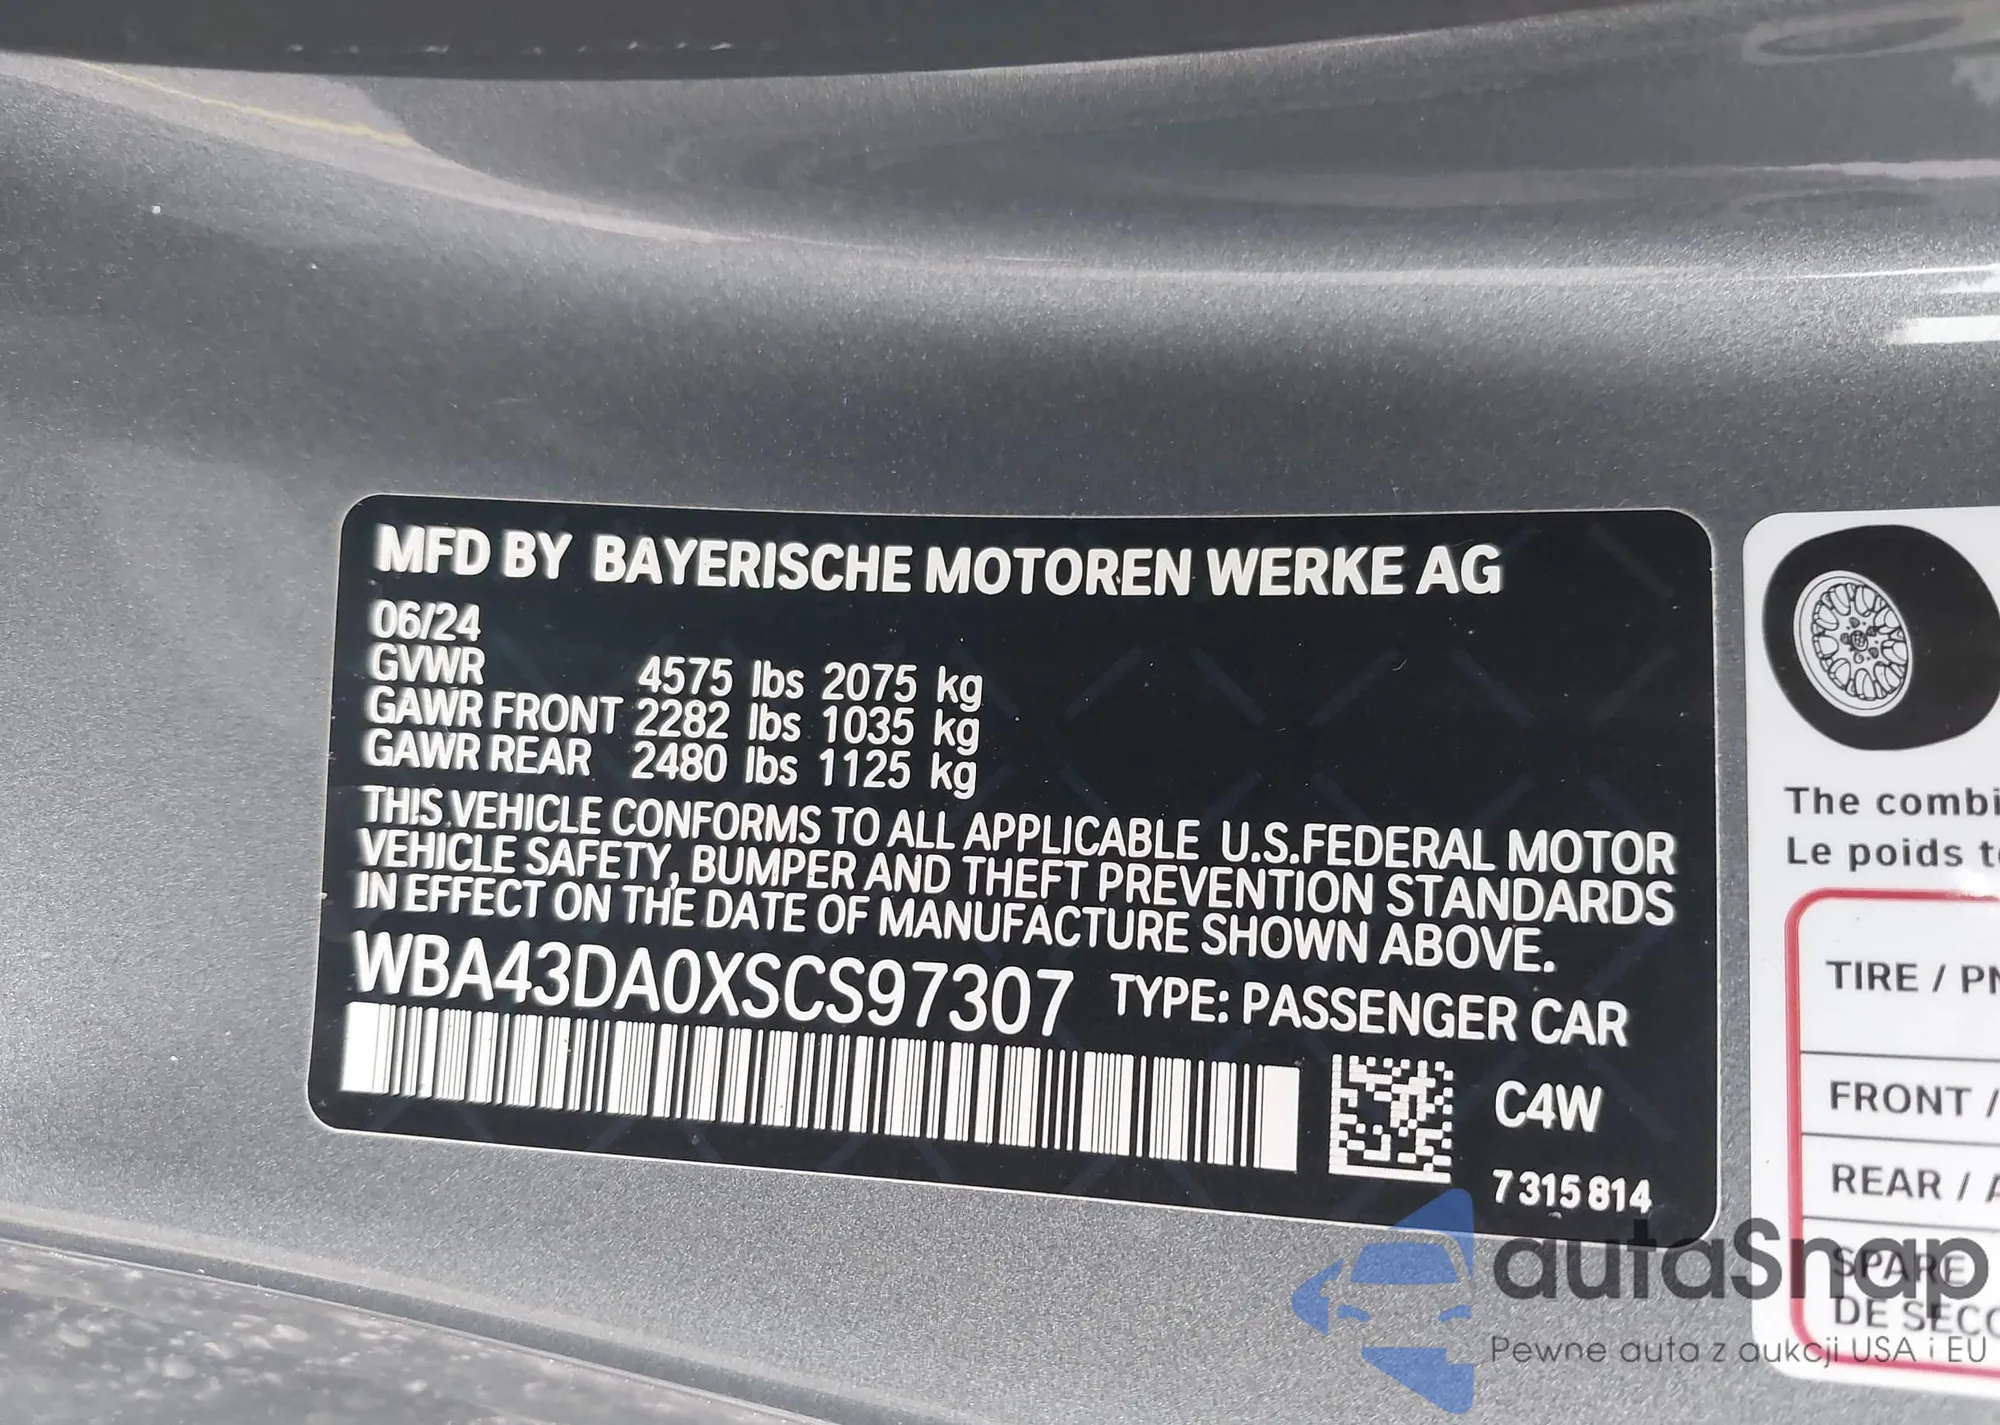 MFD BY BAYERISCHE MOTOREN WERKE AG
06/24
GVWR 4575 lbs 2075 kg
GAWR FRONT 2282 lbs 1035 kg
GAWR REAR 2480 lbs 1125 kg
THIS VEHICLE CONFORMS TO ALL APPLICABLE U.S.FEDERAL MOTOR
VEHICLE SAFETY, BUMPER AND THEFT PREVENTION STANDARDS
IN EFFECT ON THE DATE OF MANUFACTURE SHOWN ABOVE.
WBA43DA0XSCS97307 TYPE: PASSENGER CAR
C4W
7 315 814
The combi
Le poids t
TIRE / PN
FRONT /
REAR / A
SPARE
DE SECO
autaSnap
Pewne auta z aukcji USA i EU